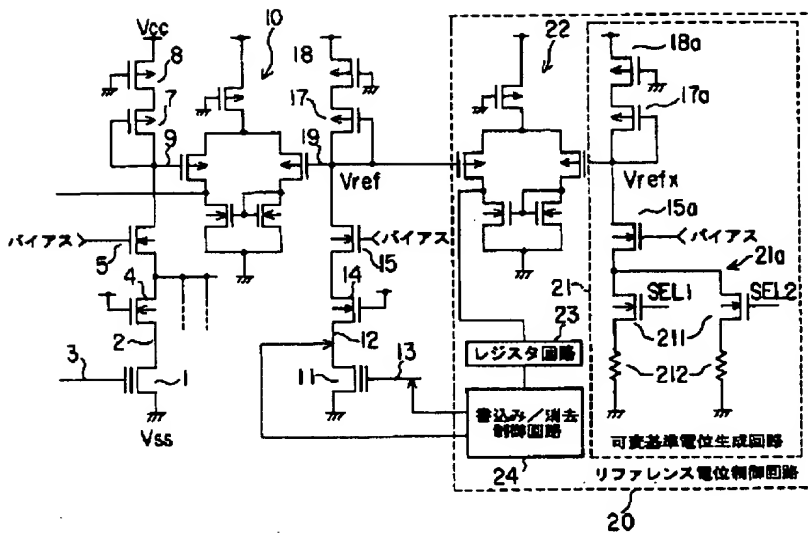 Vcc
8
7
9
10
18
17
19
Vref
22
18a
17a
Vrefx
15a
バイアス
5
バイアス
15
バイアス
21a
4
14
21
SEL1
SEL2
2
12
23
レジスタ回路
211
3
1
11
13
212
書込み/消去
制御回路
Vss
24
可変基準電位生成回路
リファレンス電位制御回路
20